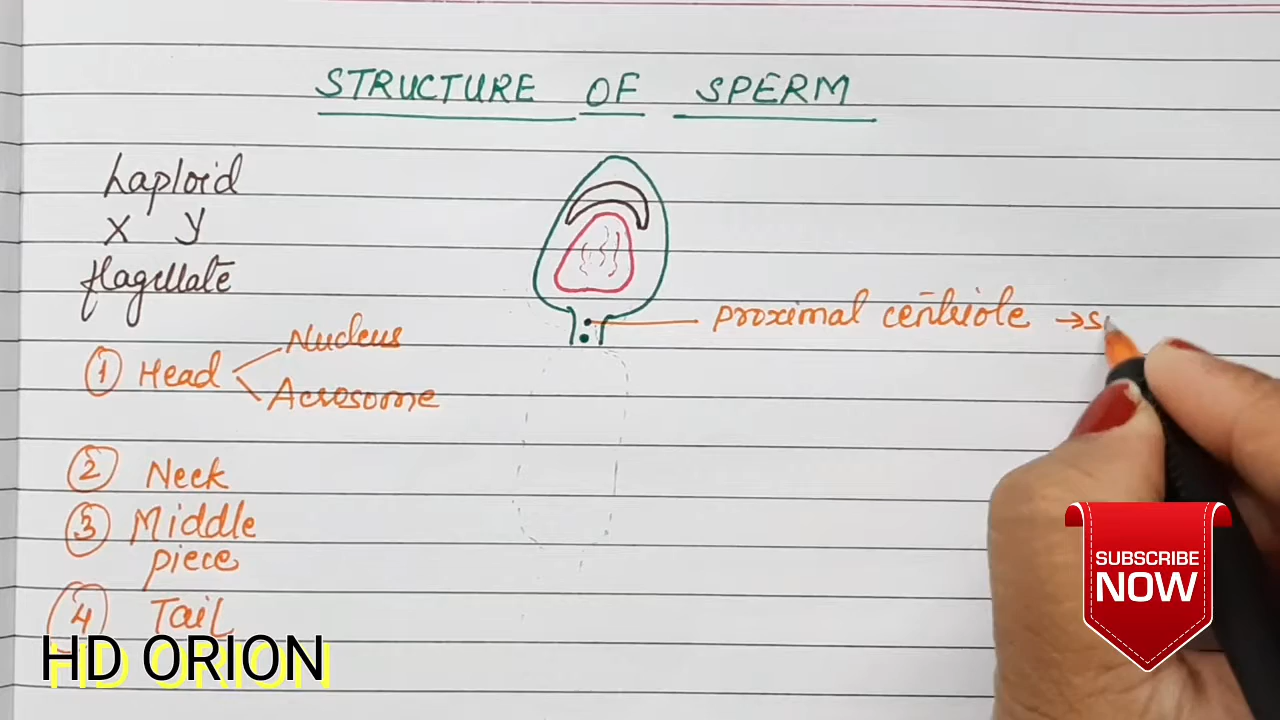 STRUCTURE OF SPERM
haploid
X Y
flagellate
proximal centriole → s
① Head
Nucleus
Acrosome
② Neck
③ Middle
piece
④ Tail
HD ORION
SUBSCRIBE
NOW